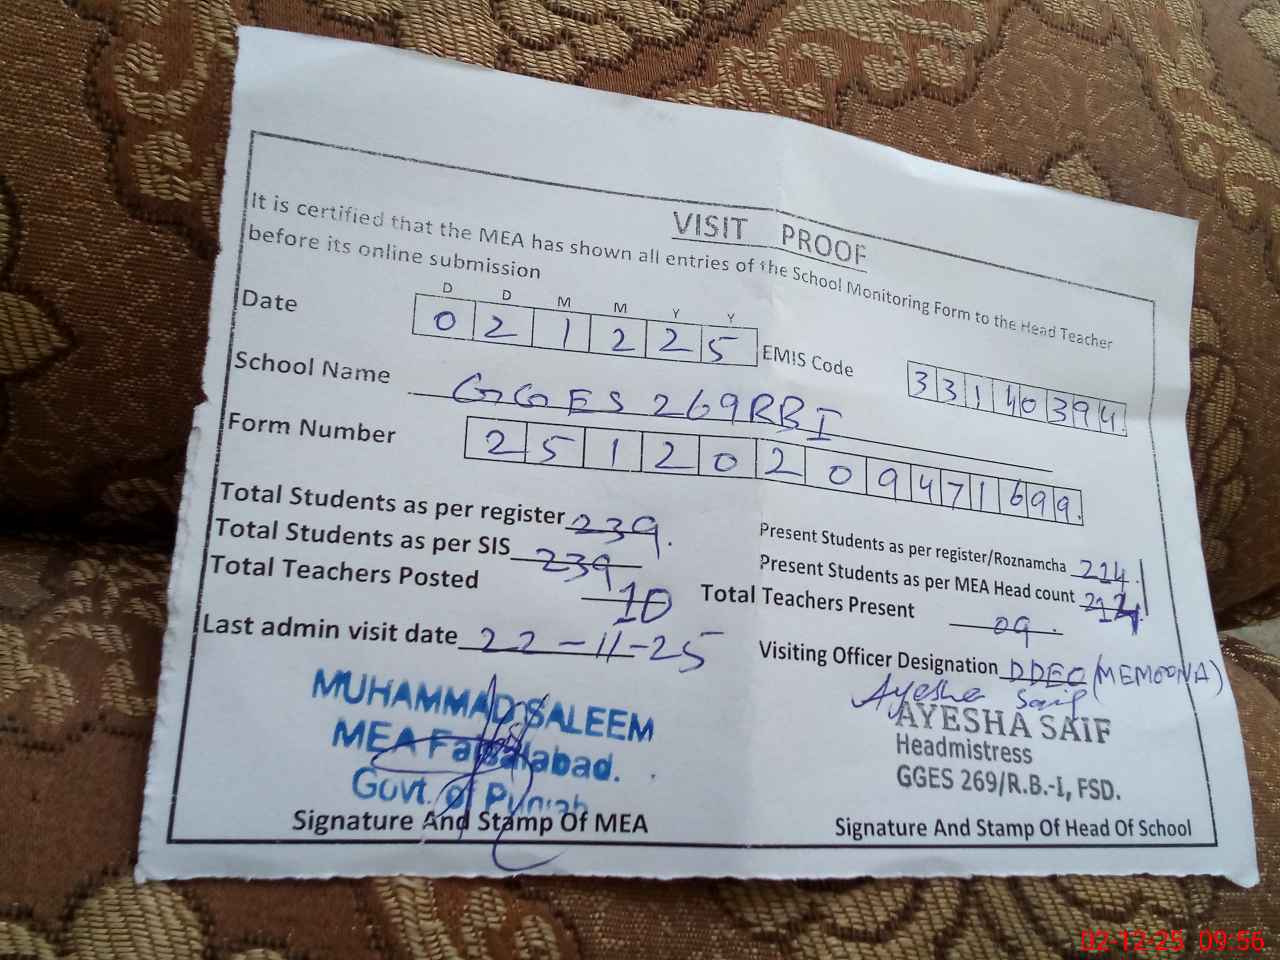 VISIT PROOF
It is certified that the MEA has shown all entries of the School Monitoring Form to the Head Teacher
before its online submission
D D M M Y Y
Date 0 2 1 2 2 5 EMIS Code 3 3 1 4 0 3 9 4
School Name GGES 269RB I
Form Number 2 5 1 2 0 2 0 9 4 7 1 6 9 9
Total Students as per register 239. Present Students as per register/Roznamcha 214
Total Students as per SIS 239 Present Students as per MEA Head count
Total Teachers Posted 10 Total Teachers Present 09.
Last admin visit date 22-11-25 Visiting Officer Designation DDEO (MEMOONA)
Ayesha Saif
MUHAMMAD SALEEM AYESHA SAIF
MEA Faisalabad. Headmistress
Govt. of Punjab GGES 269/R.B.-I, FSD.
Signature And Stamp Of MEA Signature And Stamp Of Head Of School
02-12-25 09:56